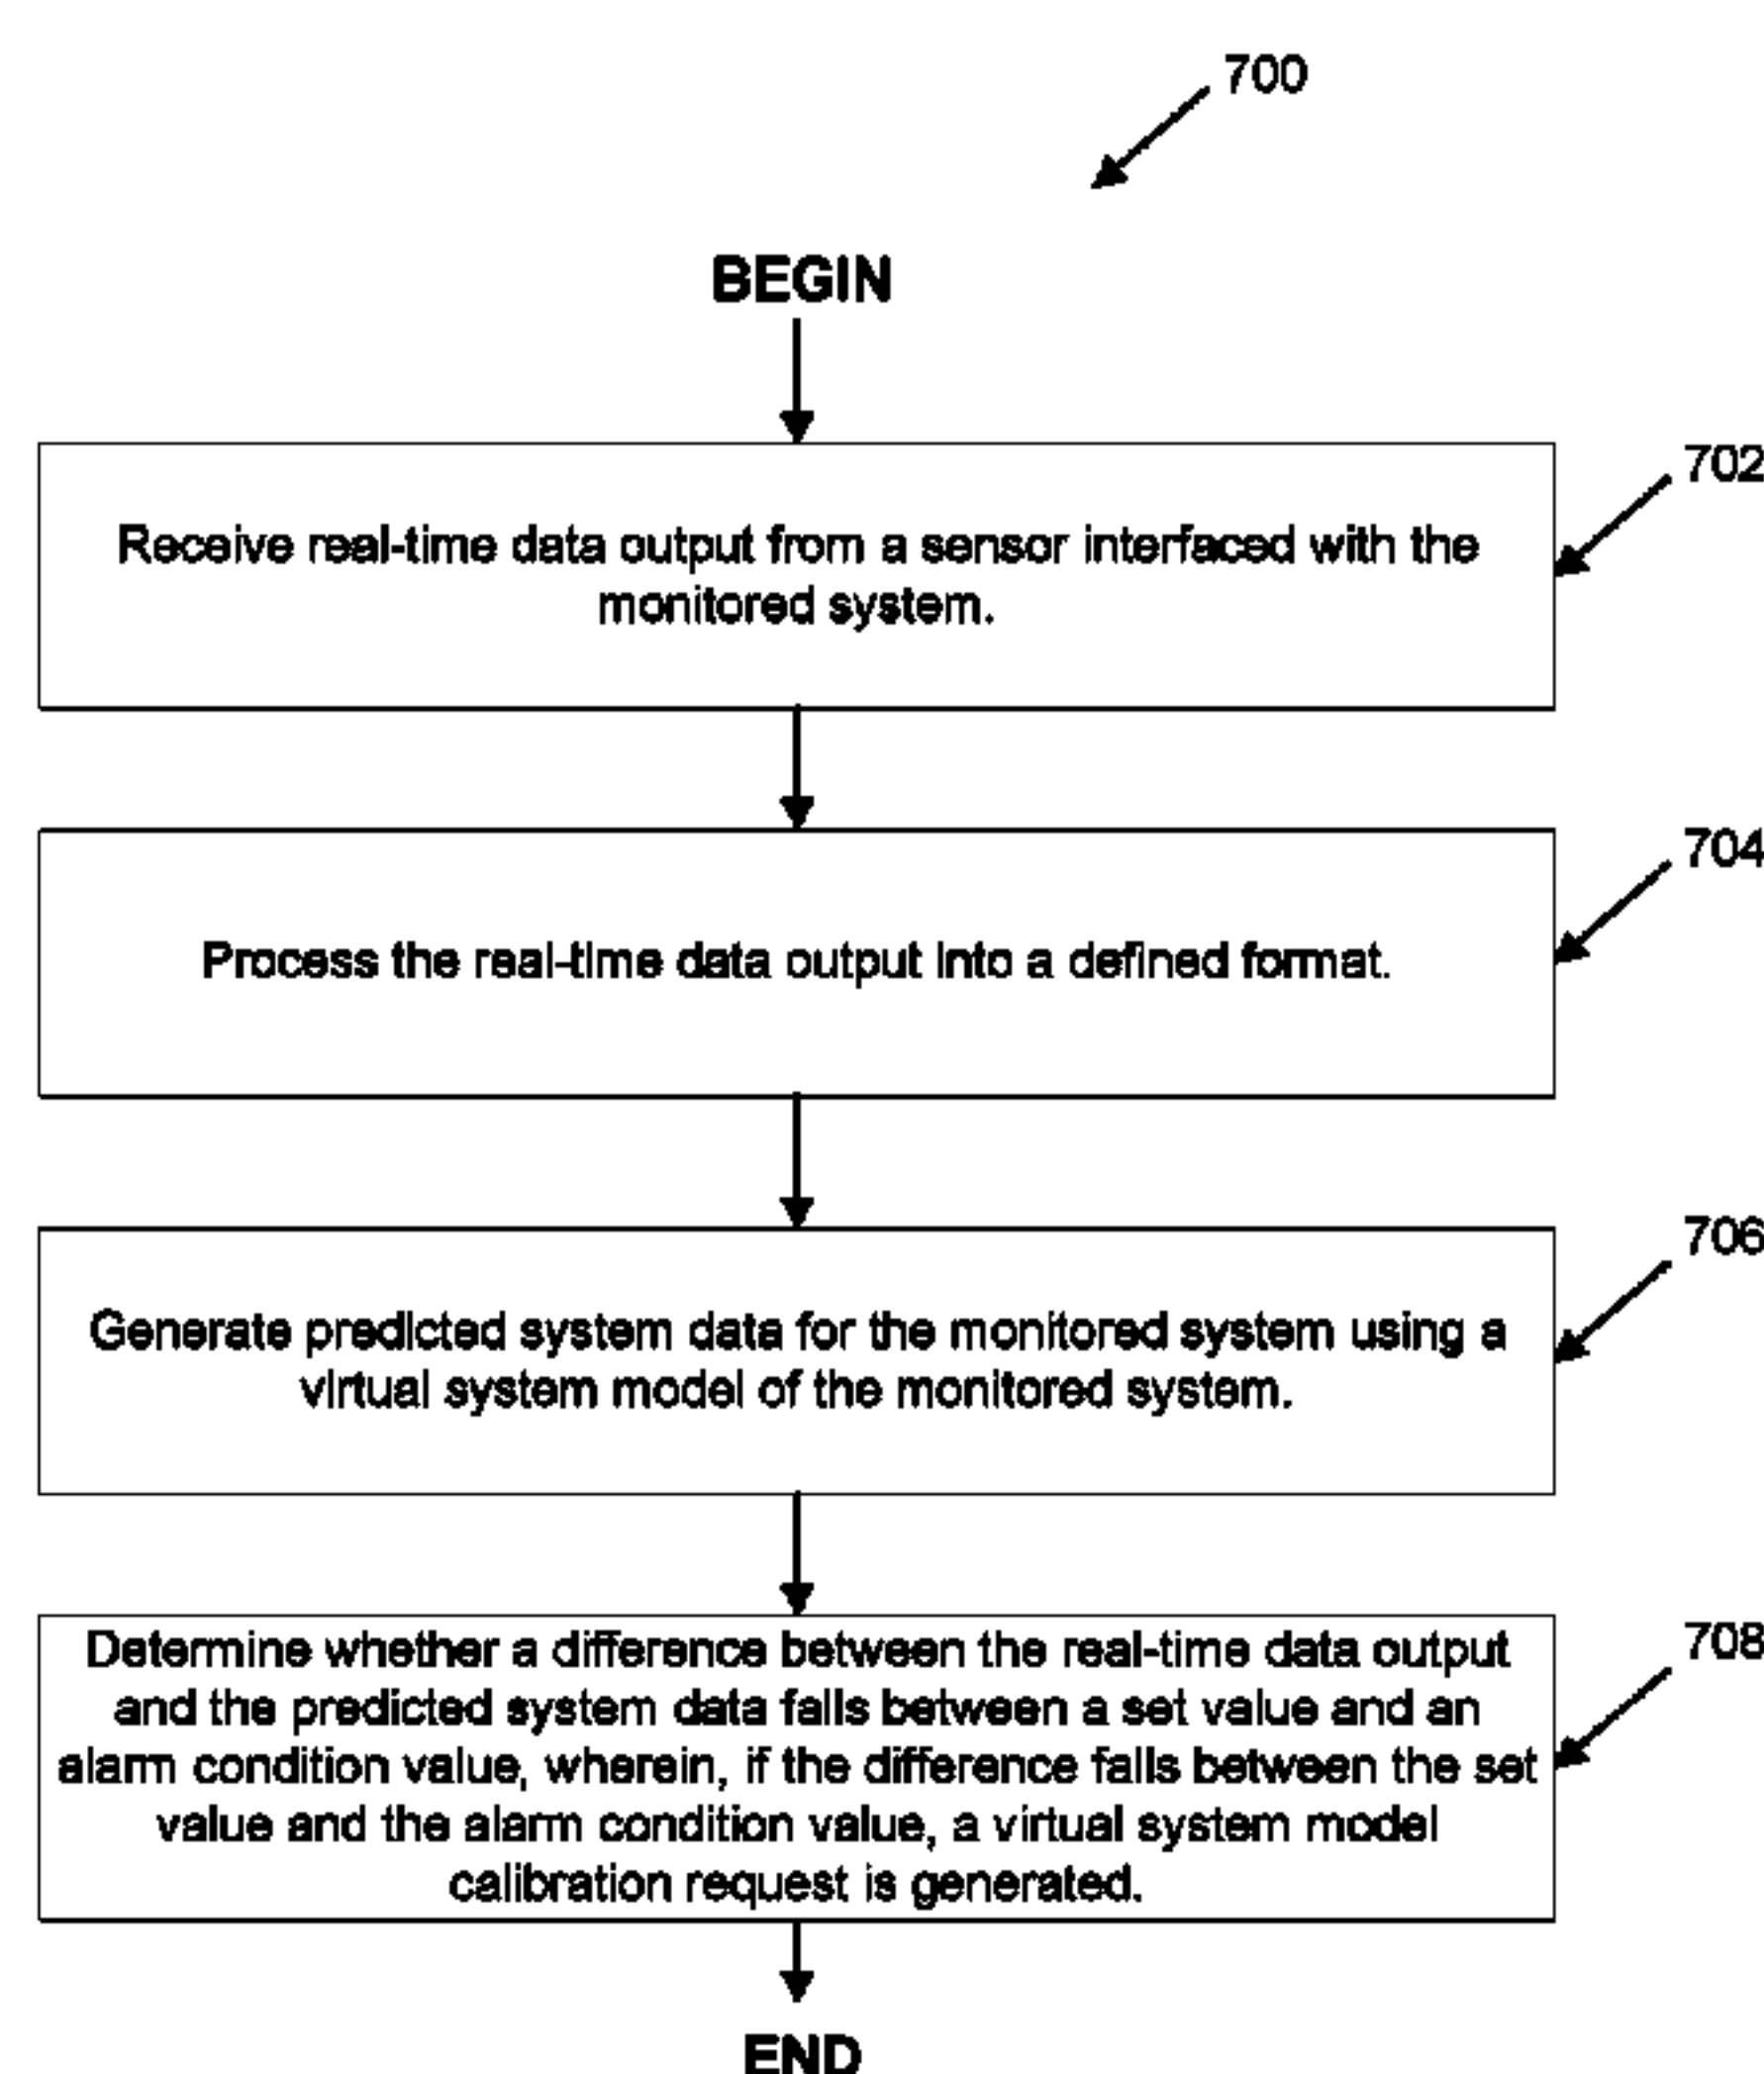 700
BEGIN
702
Receive real-time data output from a sensor interfaced with the
monitored system.
704
Process the real-time data output into a defined format.
706
Generate predicted system data for the monitored system using a
virtual system model of the monitored system.
708
Determine whether a difference between the real-time data output
and the predicted system data falls between a set value and an
alarm condition value, wherein, if the difference falls between the set
value and the alarm condition value, a virtual system model
calibration request is generated.
END